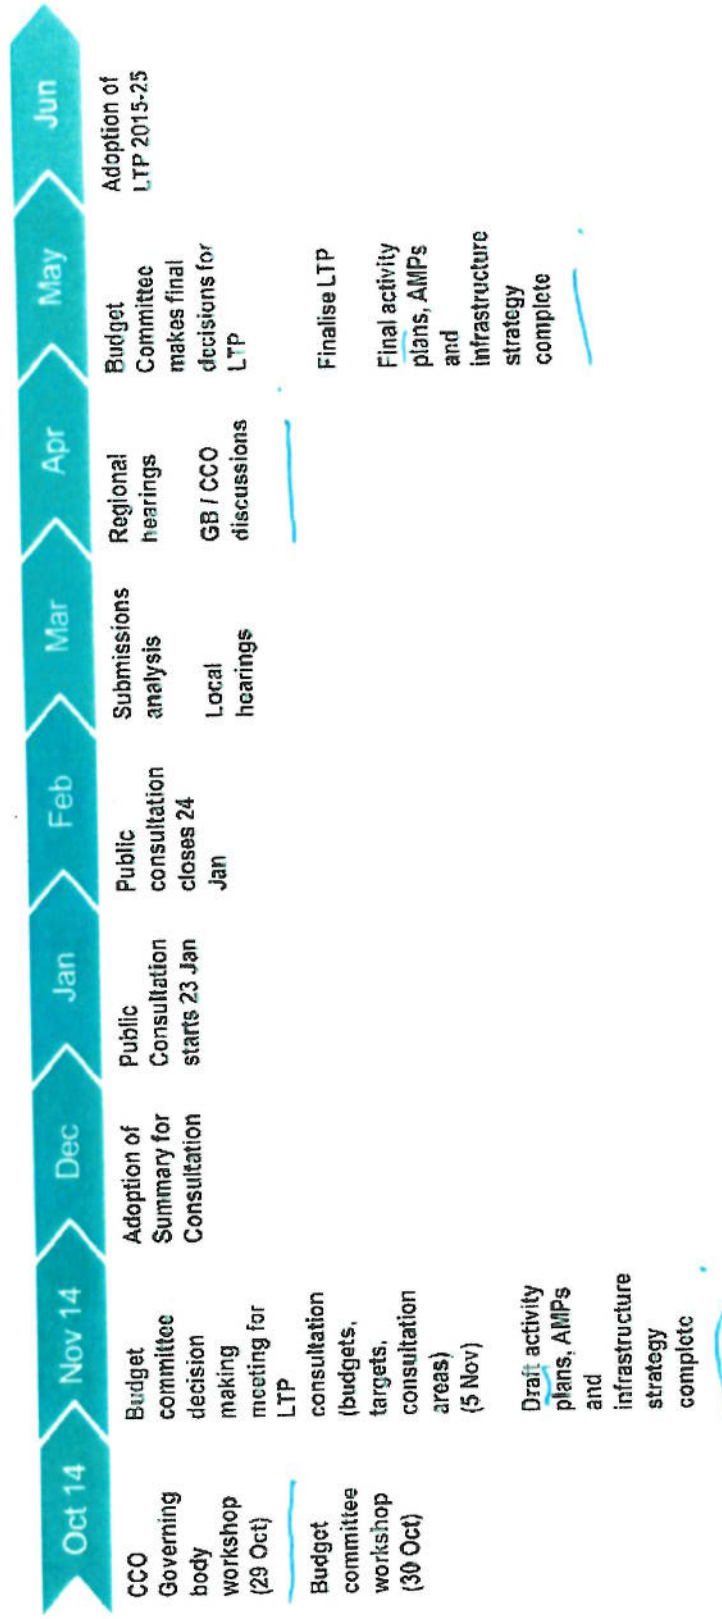 Oct 14
Nov 14
Dec
Jan
Feb
Mar
Apr
May
Jun
CCO
Governing
body
workshop
(29 Oct)
Budget
committee
workshop
(30 Oct)
Budget
committee
decision
making
meeting for
LTP
consultation
(budgets,
targets,
consultation
areas)
(5 Nov)
Draft activity
plans, AMPs
and
infrastructure
strategy
complete
Adoption of
Summary for
Consultation
Public
Consultation
starts 23 Jan
Public
consultation
closes 24
Jan
Submissions
analysis
Local
hearings
Regional
hearings
GB / CCO
discussions
Budget
Committee
makes final
decisions for
LTP
Finalise LTP
Final activity
plans, AMPs
and
infrastructure
strategy
complete
Adoption of
LTP 2015-25